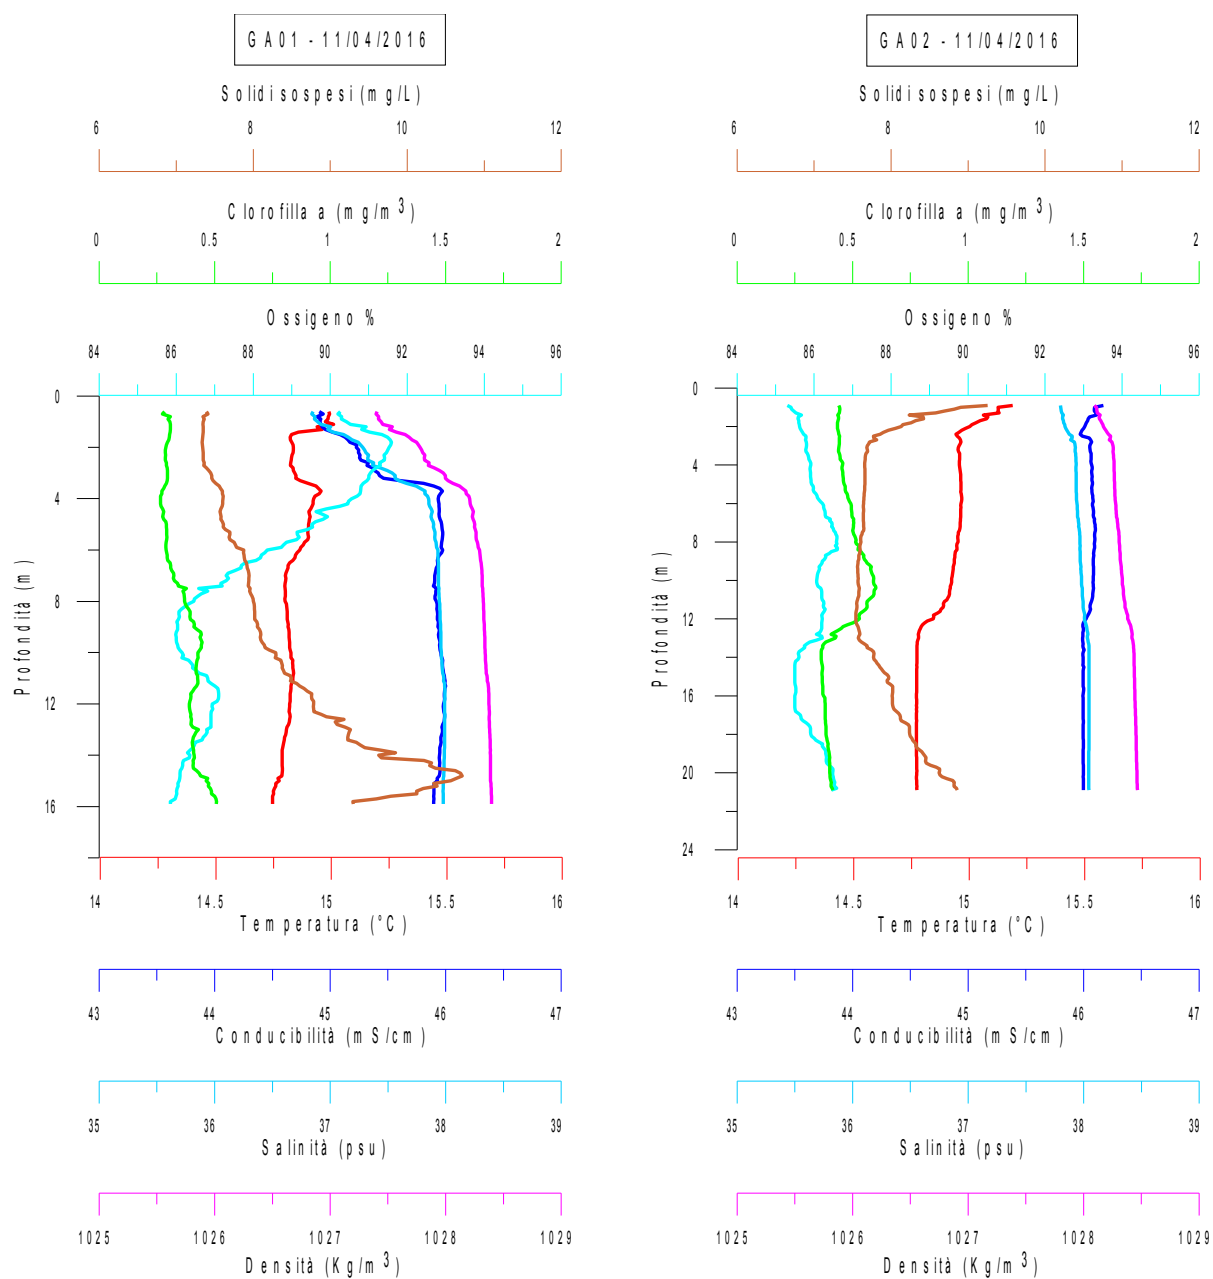 GA01 - 11/04/2016
GA02 - 11/04/2016
Solidi sospesi (mg/L)
Solidi sospesi (mg/L)
6 8 10 12
6 8 10 12
Clorofilla a (mg/m3)
Clorofilla a (mg/m3)
0 0.5 1 1.5 2
0 0.5 1 1.5 2
Ossigeno %
Ossigeno %
84 86 88 90 92 94 96
84 86 88 90 92 94 96
Profondità (m)
0
4
8
12
16
Profondità (m)
0
4
8
12
16
20
24
14 14.5 15 15.5 16
14 14.5 15 15.5 16
Temperatura (°C)
Temperatura (°C)
43 44 45 46 47
43 44 45 46 47
Conducibilità (mS/cm)
Conducibilità (mS/cm)
35 36 37 38 39
35 36 37 38 39
Salinità (psu)
Salinità (psu)
1025 1026 1027 1028 1029
1025 1026 1027 1028 1029
Densità (Kg/m3)
Densità (Kg/m3)